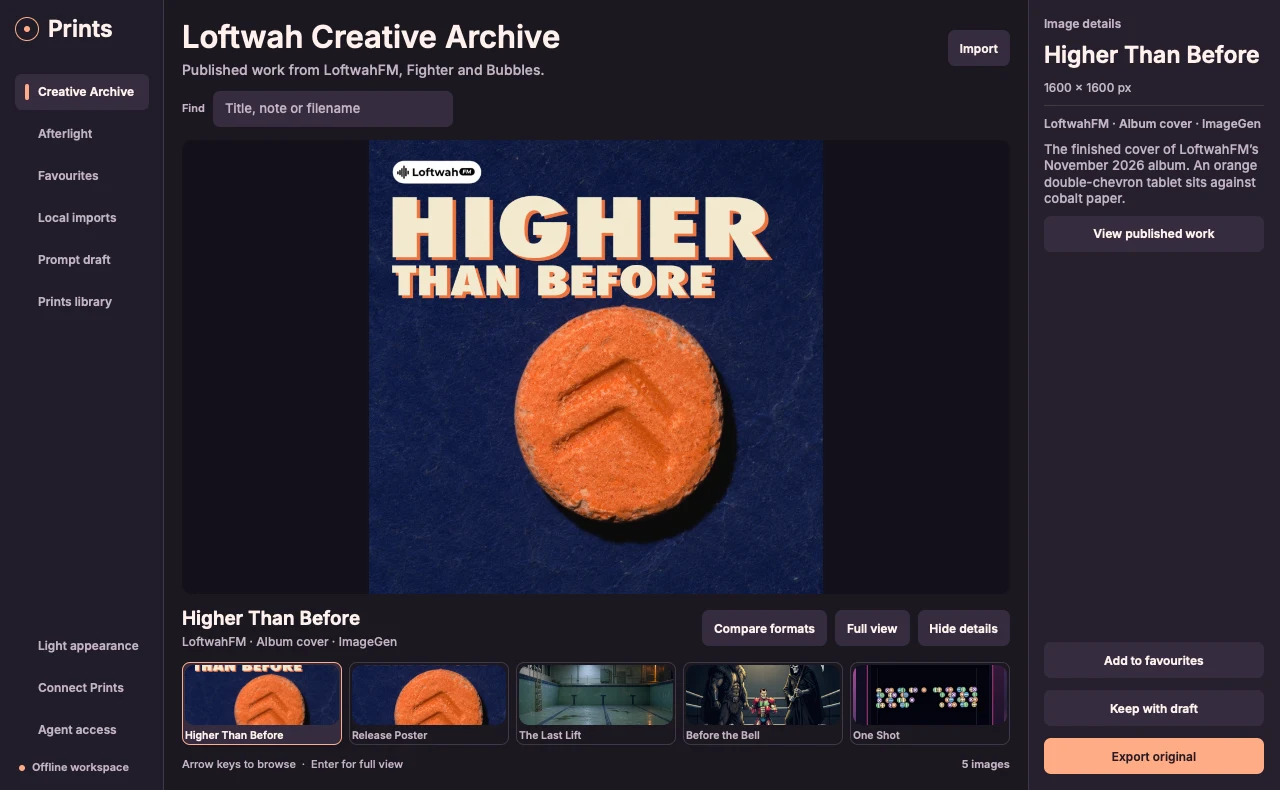 Prints
Creative Archive
Afterlight
Favourites
Local imports
Prompt draft
Prints library
Light appearance
Connect Prints
Agent access
Offline workspace
Loftwah Creative Archive
Published work from LoftwahFM, Fighter and Bubbles.
Import
Find
Title, note or filename
Loftwah FM
HIGHER
THAN BEFORE
Higher Than Before
LoftwahFM · Album cover · ImageGen
Compare formats
Full view
Hide details
THAN BEFORE
Higher Than Before
Release Poster
The Last Lift
Before the Bell
One Shot
Arrow keys to browse · Enter for full view
5 images
Image details
Higher Than Before
1600 × 1600 px
LoftwahFM · Album cover · ImageGen
The finished cover of LoftwahFM’s
November 2026 album. An orange
double-chevron tablet sits against
cobalt paper.
View published work
Add to favourites
Keep with draft
Export original